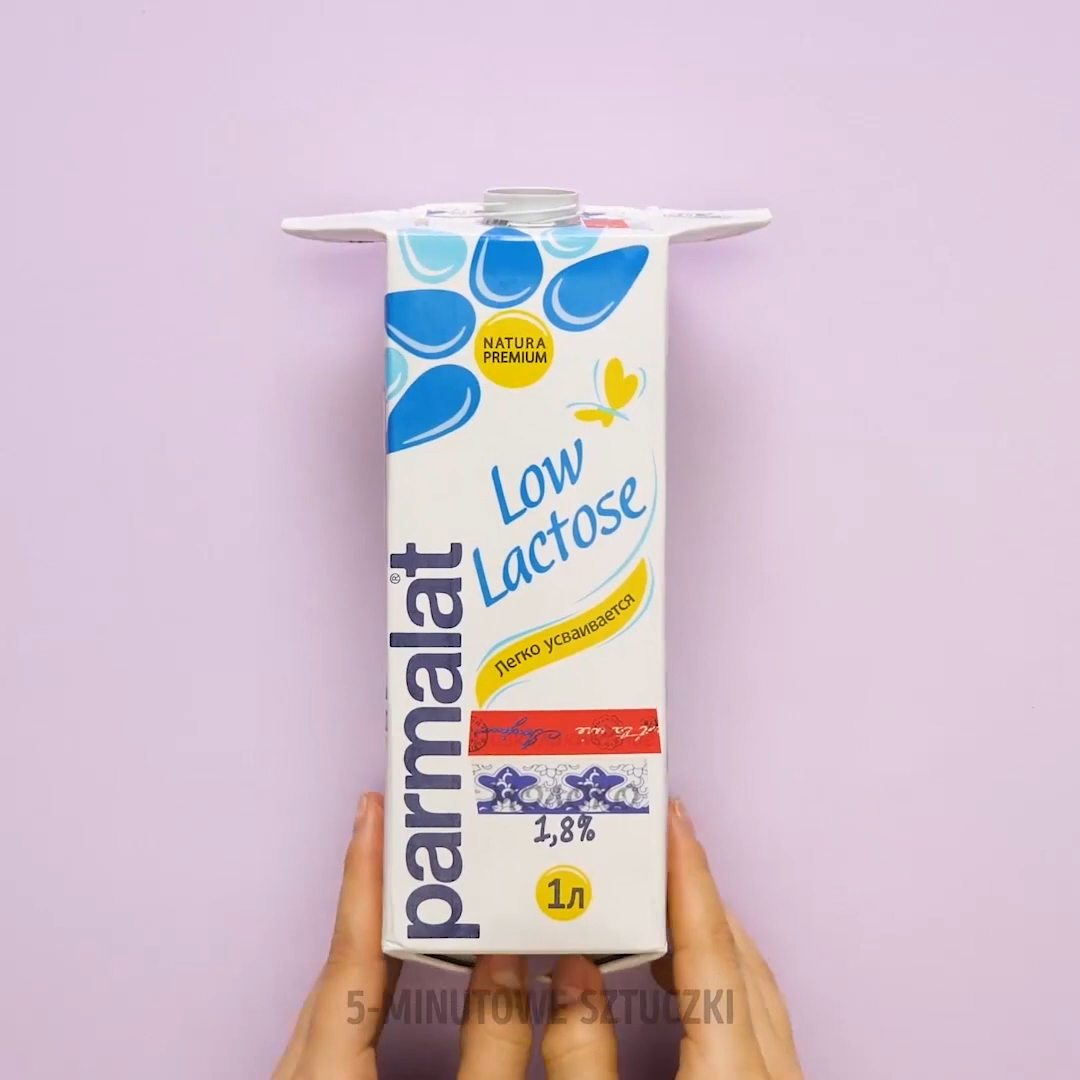 NATURA
PREMIUM
Low
Lactose
parmalat®
Легко усваивается
1,8%
1л
5-MINUTOWE SZTUCZKI